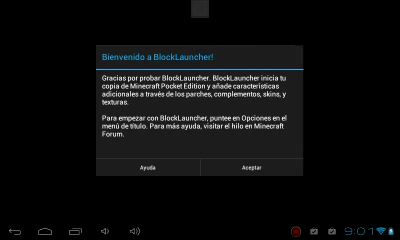 Bienvenido a BlockLauncher!
Gracias por probar BlockLauncher. BlockLauncher inicia tu
copia de Minecraft Pocket Edition y añade características
adicionales a través de los parches, complementos, skins, y
texturas.
Para empezar con BlockLauncher, puntee en Opciones en el
menú de título. Para más ayuda, visitar el hilo en Minecraft
Forum.
Ayuda Aceptar
9:01